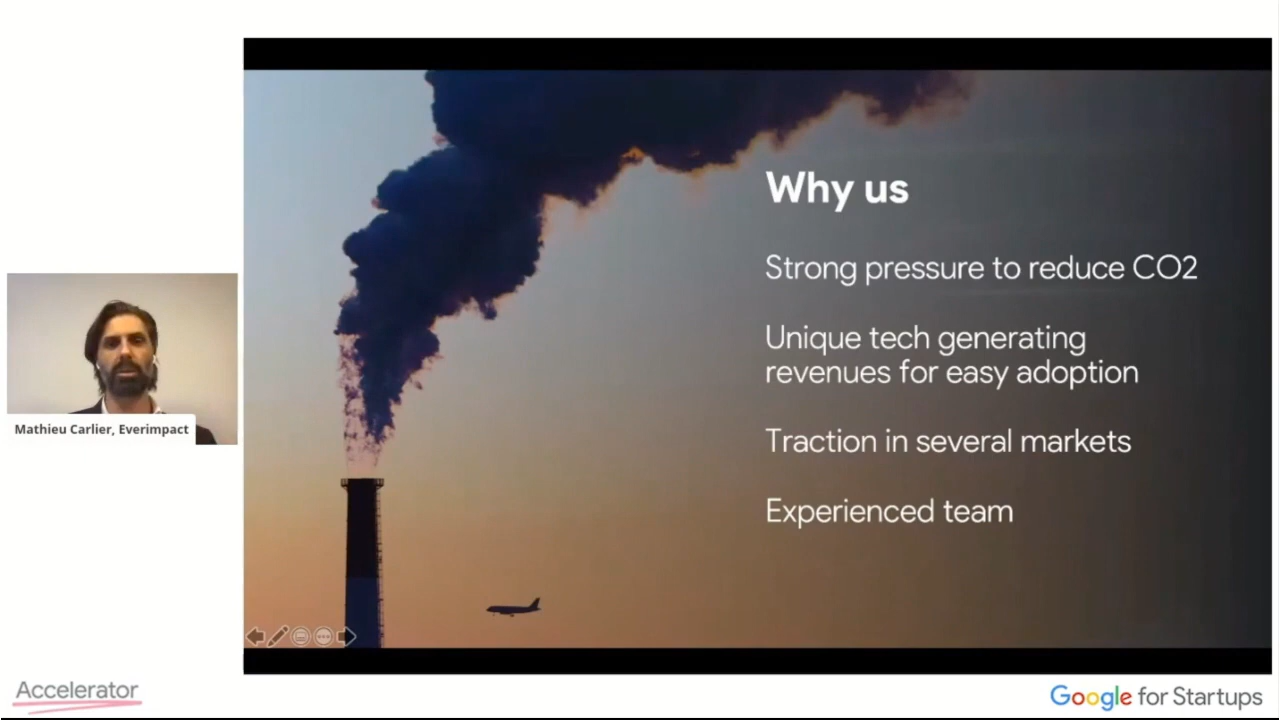 Why us
Strong pressure to reduce CO2
Unique tech generating
revenues for easy adoption
Traction in several markets
Experienced team
Mathieu Carlier, Everimpact
Accelerator
Google for Startups